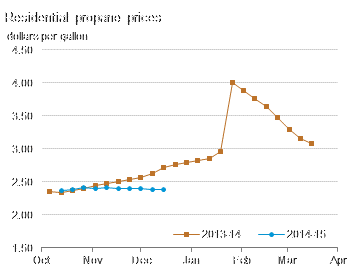 Residential propane prices
dollars per gallon
4.50
4.00
3.50
3.00
2.50
2.00
1.50
Oct Nov Dec Jan Feb Mar Apr
2013-14 2014-15